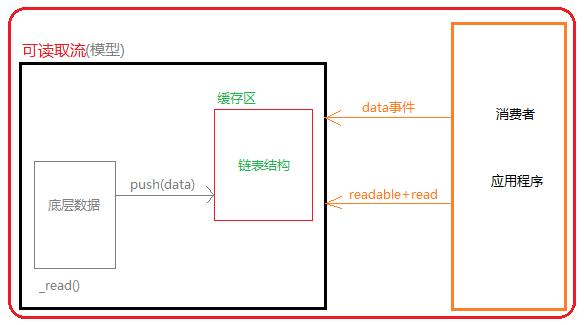 可读取流(模型)
缓存区
链表结构
底层数据
push(data)
_read()
data事件
readable+read
消费者
应用程序